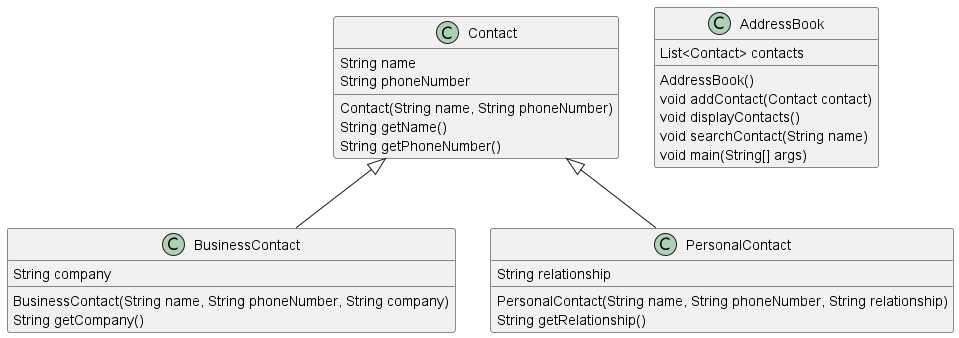 C Contact
String name
String phoneNumber
Contact(String name, String phoneNumber)
String getName()
String getPhoneNumber()
C AddressBook
List<Contact> contacts
AddressBook()
void addContact(Contact contact)
void displayContacts()
void searchContact(String name)
void main(String[] args)
C BusinessContact
String company
BusinessContact(String name, String phoneNumber, String company)
String getCompany()
C PersonalContact
String relationship
PersonalContact(String name, String phoneNumber, String relationship)
String getRelationship()